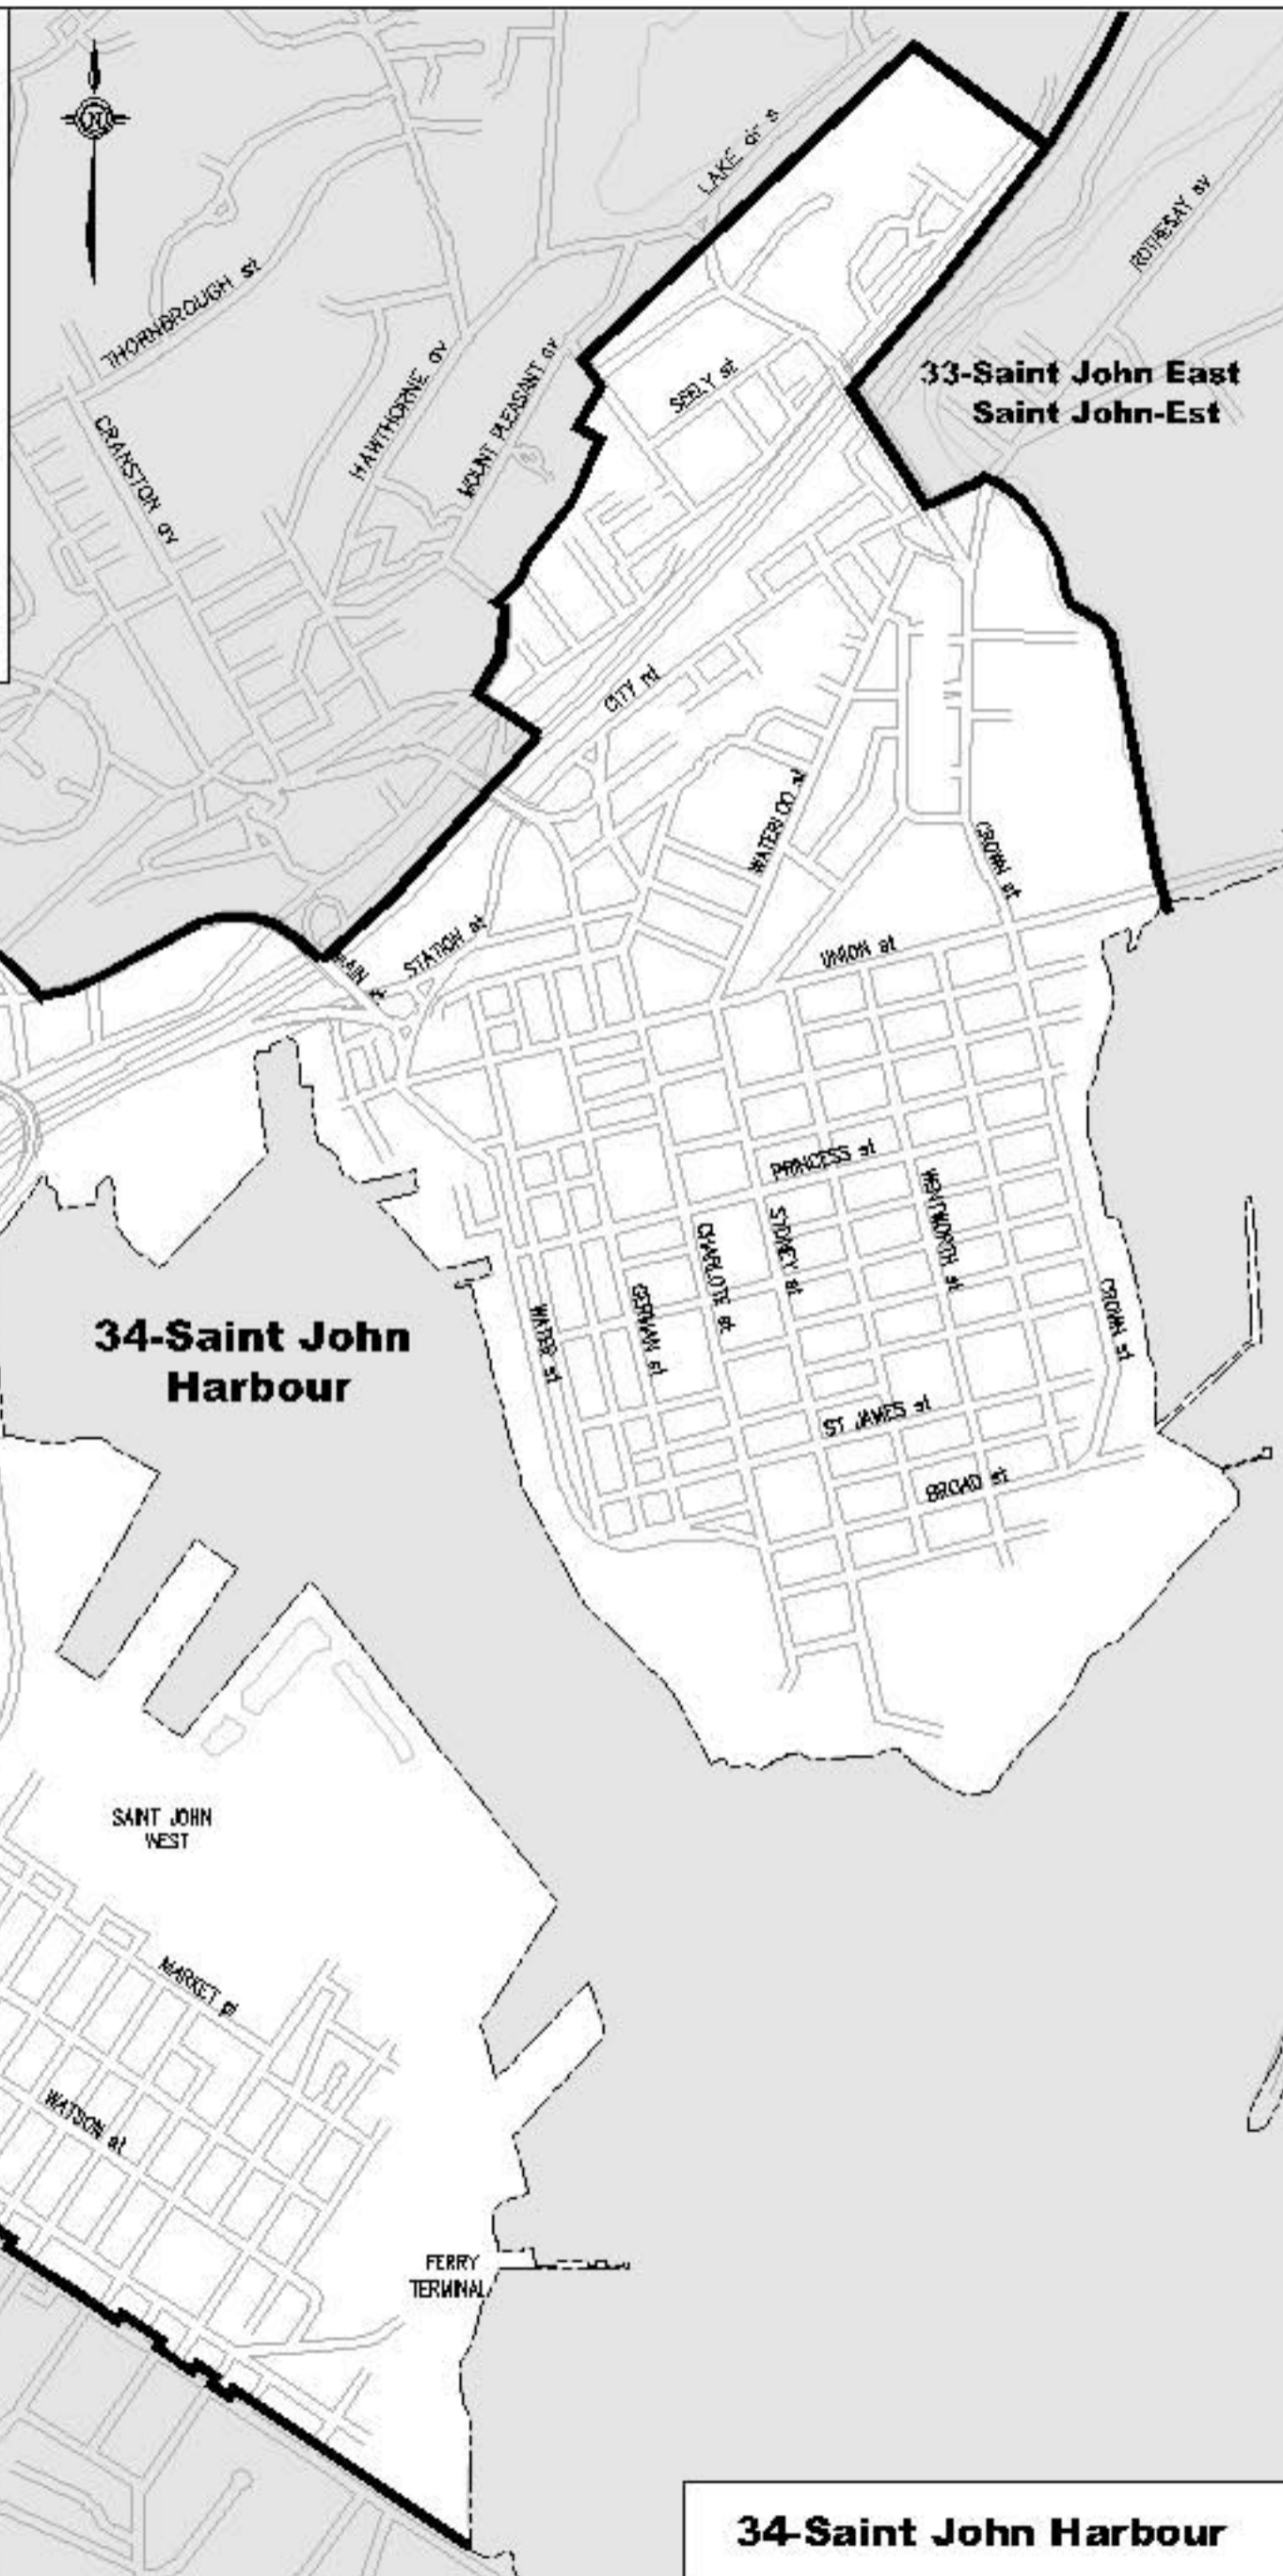 N
LAKE dr s
ROTHESAY av
THORNBROUGH st
HAWTHORNE av
MOUNT PLEASANT av
SEELY st
33-Saint John East
Saint John-Est
CRANSTON av
CITY rd
WATERLOO st
CROWN st
STATION st
MAIN st
UNION st
PRINCESS st
WENTWORTH st
SYDNEY st
CHARLOTTE st
GERMAN st
WATER st
CROWN st
34-Saint John
Harbour
ST JAMES st
BROAD st
SAINT JOHN
WEST
MARKET pl
WATSON st
FERRY
TERMINAL
34-Saint John Harbour